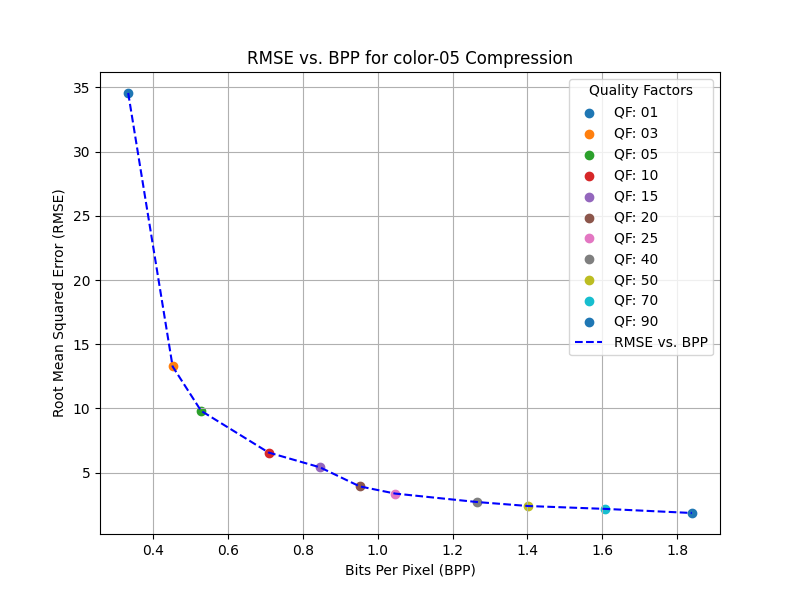 RMSE vs. BPP for color-05 Compression
Root Mean Squared Error (RMSE)
35
30
25
20
15
10
5
Quality Factors
QF: 01
QF: 03
QF: 05
QF: 10
QF: 15
QF: 20
QF: 25
QF: 40
QF: 50
QF: 70
QF: 90
RMSE vs. BPP
0.4
0.6
0.8
1.0
1.2
1.4
1.6
1.8
Bits Per Pixel (BPP)